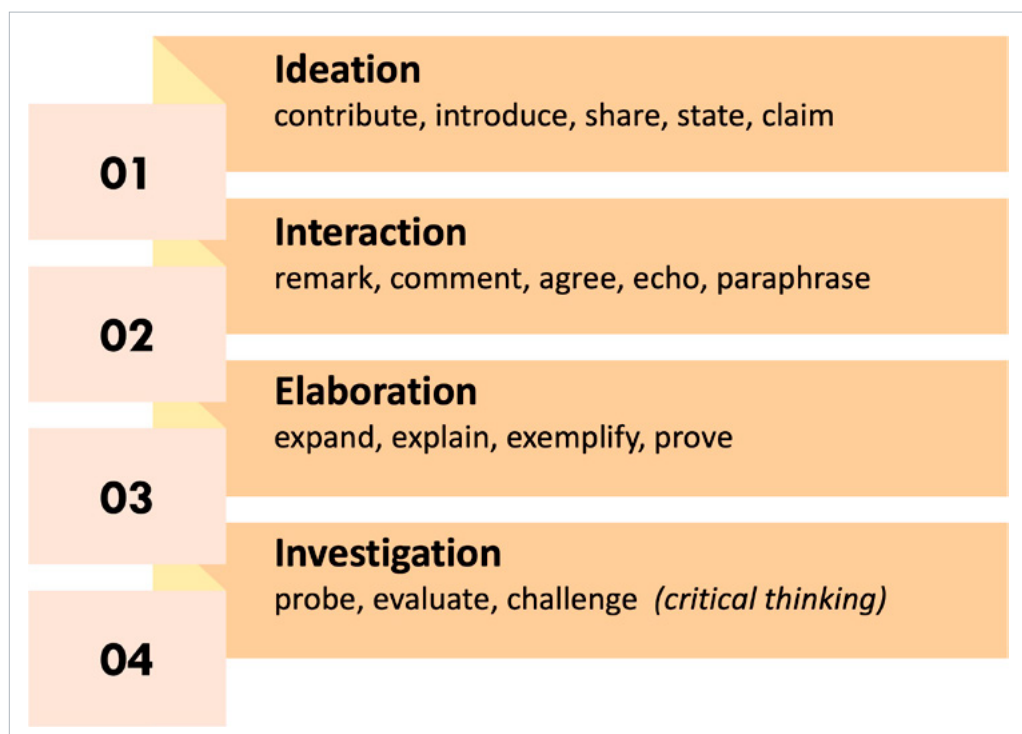 01
Ideation
contribute, introduce, share, state, claim
02
Interaction
remark, comment, agree, echo, paraphrase
03
Elaboration
expand, explain, exemplify, prove
04
Investigation
probe, evaluate, challenge (critical thinking)